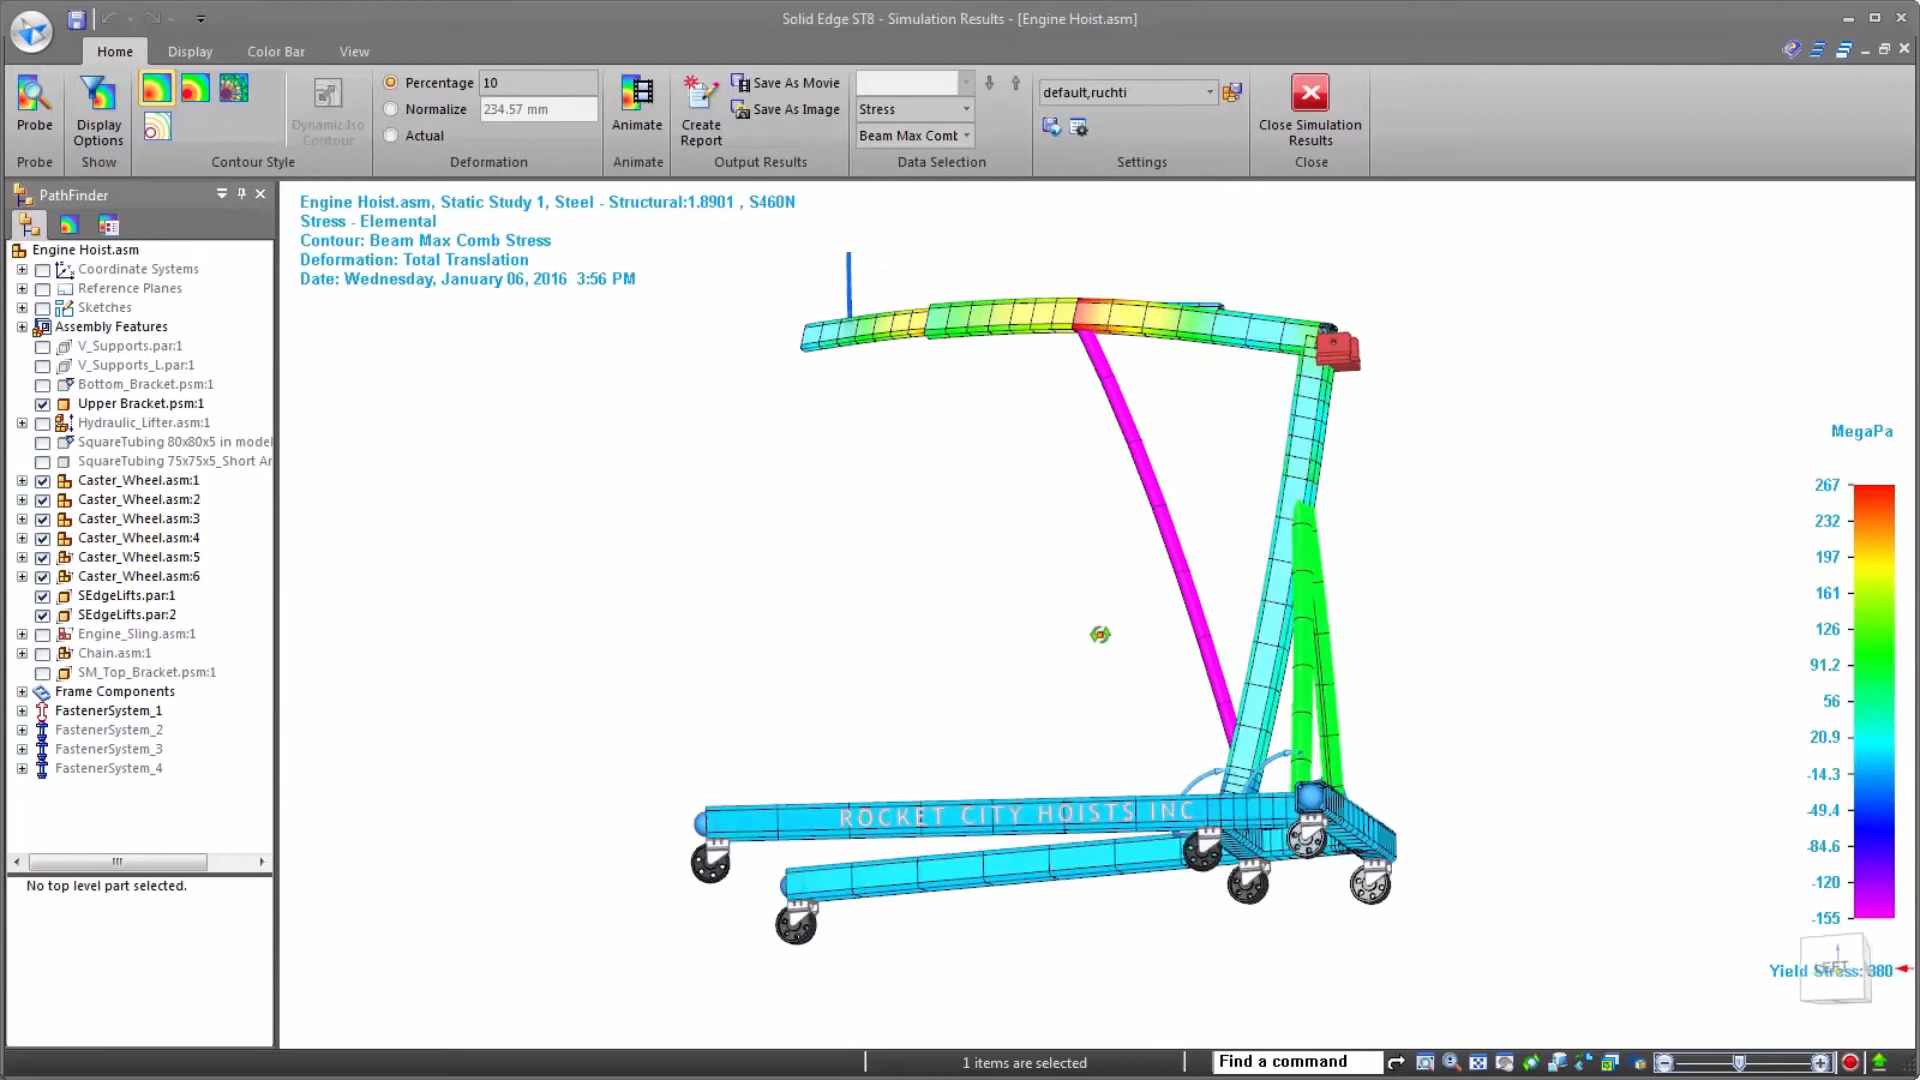 Solid Edge ST8 - Simulation Results - [Engine Hoist.asm]
Home Display Color Bar View
Probe
Display Options
Dynamic Iso Contour
Percentage 10
Normalize 234.57 mm
Actual
Animate
Create Report
Save As Movie
Save As Image
Stress
Beam Max Comb
default,ruchti
Close Simulation Results
Probe Show Contour Style Deformation Animate Output Results Data Selection Settings Close
PathFinder
Engine Hoist.asm
Coordinate Systems
Reference Planes
Sketches
Assembly Features
V_Supports.par:1
V_Supports_L.par:1
Bottom_Bracket.psm:1
Upper Bracket.psm:1
Hydraulic_Lifter.asm:1
SquareTubing 80x80x5 in model
SquareTubing 75x75x5_Short Ar
Caster_Wheel.asm:1
Caster_Wheel.asm:2
Caster_Wheel.asm:3
Caster_Wheel.asm:4
Caster_Wheel.asm:5
Caster_Wheel.asm:6
SEdgeLifts.par:1
SEdgeLifts.par:2
Engine_Sling.asm:1
Chain.asm:1
SM_Top_Bracket.psm:1
Frame Components
FastenerSystem_1
FastenerSystem_2
FastenerSystem_3
FastenerSystem_4
No top level part selected.
Engine Hoist.asm, Static Study 1, Steel - Structural:1.8901 , S460N
Stress - Elemental
Contour: Beam Max Comb Stress
Deformation: Total Translation
Date: Wednesday, January 06, 2016 3:56 PM
ROCKET CITY HOISTS INC
MegaPa
267
232
197
161
126
91.2
56
20.9
-14.3
-49.4
-84.6
-120
-155
Yield Stress: 380
LEFT
1 items are selected
Find a command